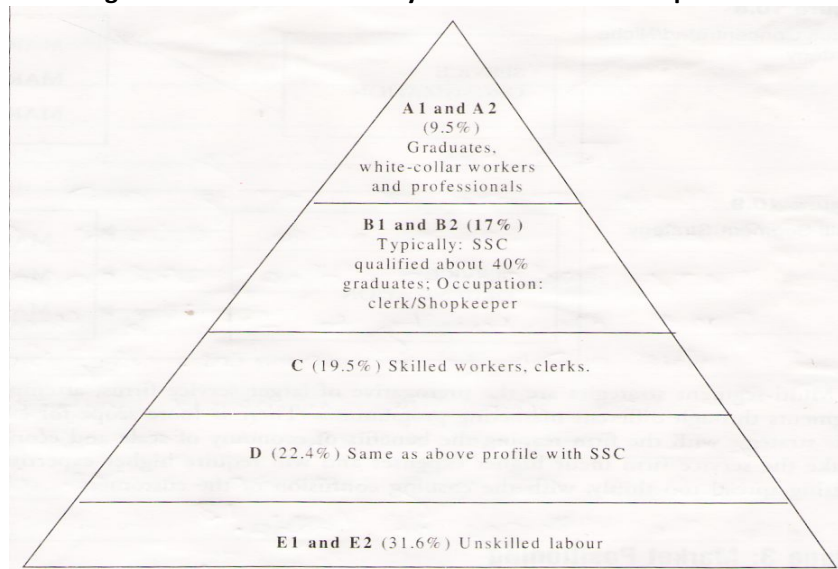 A1 and A2
(9.5%)
Graduates,
white-collar workers
and professionals
B1 and B2 (17%)
Typically: SSC
qualified about 40%
graduates; Occupation:
clerk/Shopkeeper
C (19.5%) Skilled workers, clerks.
D (22.4%) Same as above profile with SSC
E1 and E2 (31.6%) Unskilled labour